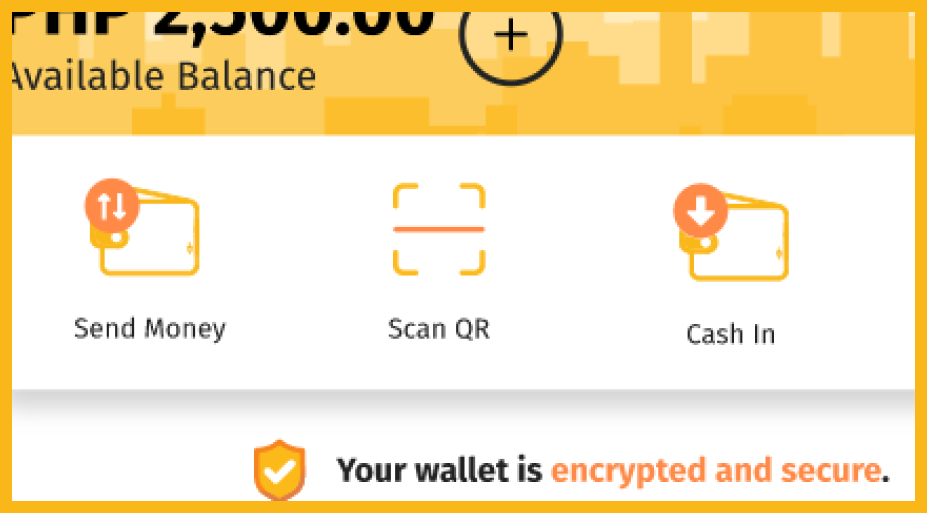 PHP 2,500.00
Available Balance
Send Money
Scan QR
Cash In
Your wallet is encrypted and secure.